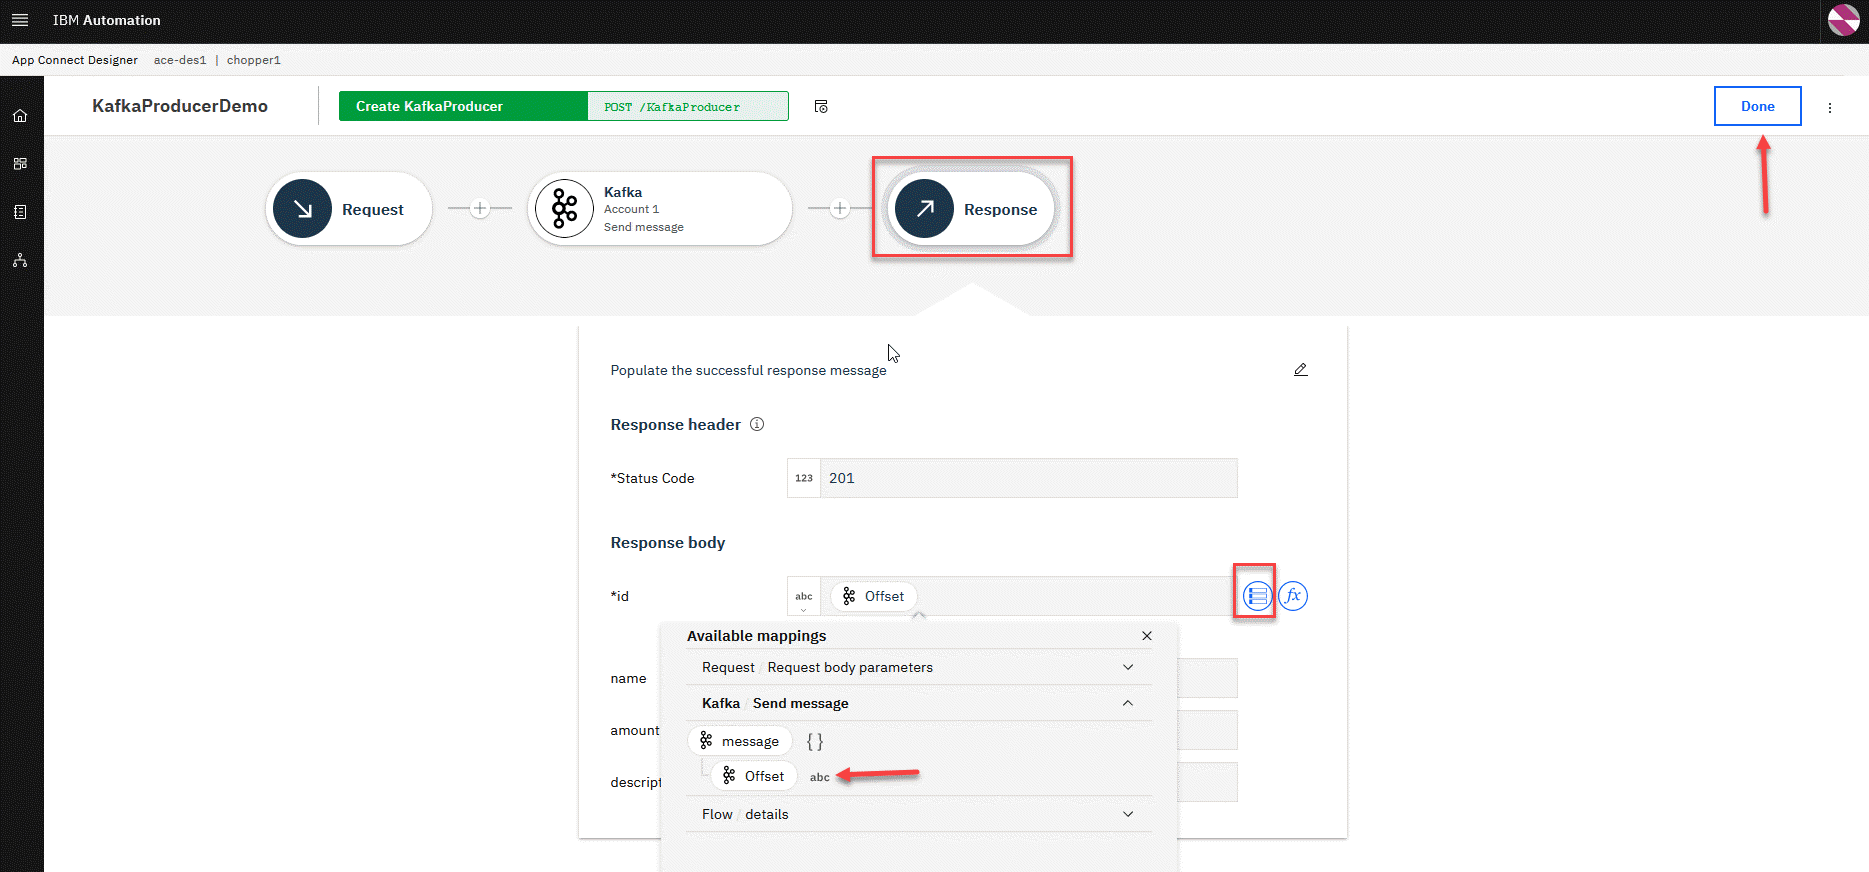 IBM Automation
App Connect Designer ace-des1 | chopper1
KafkaProducerDemo
Create KafkaProducer POST /KafkaProducer
Done
Request
Kafka
Account 1
Send message
Response
Populate the successful response message
Response header
*Status Code 123 201
Response body
*id abc Offset fx
Available mappings
Request / Request body parameters
name
Kafka / Send message
amount
message { }
Offset abc
descript
Flow / details